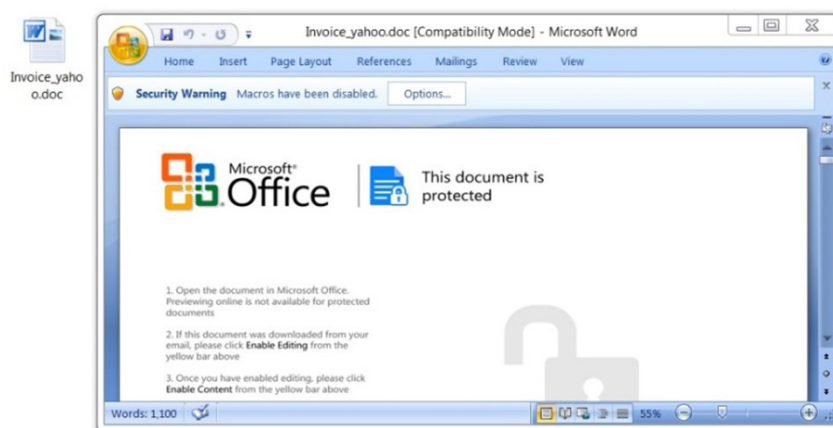 Invoice_yahoo.doc [Compatibility Mode] - Microsoft Word
Home Insert Page Layout References Mailings Review View
Invoice_yaho
o.doc
Security Warning Macros have been disabled. Options...
Microsoft®
Office
This document is
protected
1. Open the document in Microsoft Office.
Previewing online is not available for protected
documents
2. If this document was downloaded from your
email, please click Enable Editing from the
yellow bar above
3. Once you have enabled editing, please click
Enable Content from the yellow bar above
Words: 1,100
55%